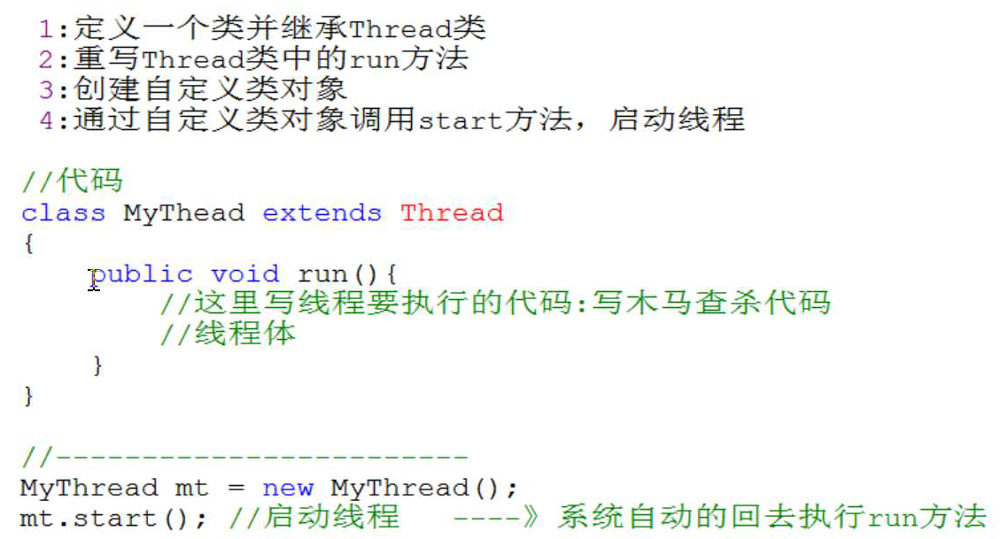 1:定义一个类并继承Thread类
2:重写Thread类中的run方法
3:创建自定义类对象
4:通过自定义类对象调用start方法，启动线程
//代码
class MyThead extends Thread
{
public void run(){
//这里写线程要执行的代码:写木马查杀代码
//线程体
}
}
//------------------------
MyThread mt = new MyThread();
mt.start(); //启动线程 ----》系统自动的回去执行run方法